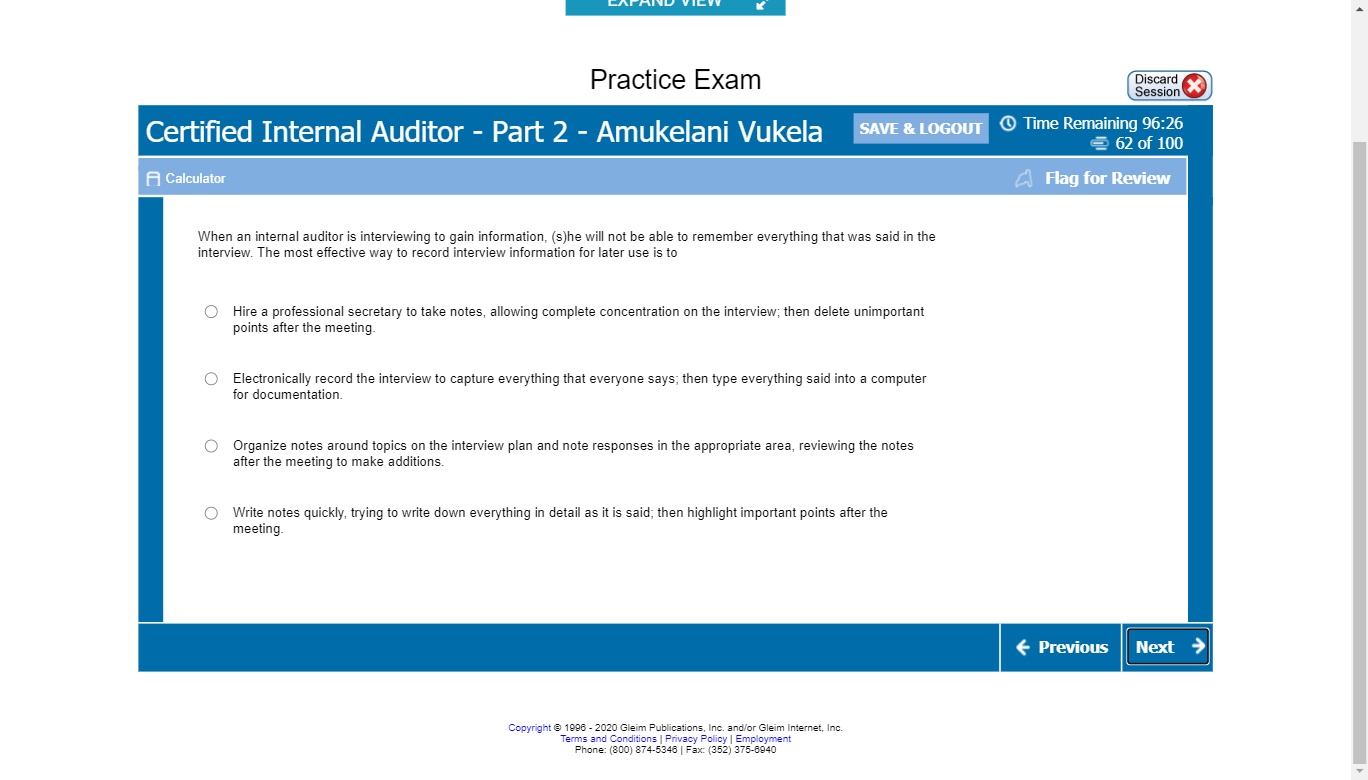 EXPAND VIEW
Practice Exam
Discard
Session
Certified Internal Auditor - Part 2 - Amukelani Vukela
SAVE & LOGOUT
Time Remaining 96:26
62 of 100
Calculator
Flag for Review
When an internal auditor is interviewing to gain information, (s)he will not be able to remember everything that was said in the
interview. The most effective way to record interview information for later use is to
Hire a professional secretary to take notes, allowing complete concentration on the interview; then delete unimportant
points after the meeting.
Electronically record the interview to capture everything that everyone says; then type everything said into a computer
for documentation.
Organize notes around topics on the interview plan and note responses in the appropriate area, reviewing the notes
after the meeting to make additions.
Write notes quickly, trying to write down everything in detail as it is said; then highlight important points after the
meeting.
Previous
Next
Copyright © 1996 - 2020 Gleim Publications, Inc. and/or Gleim Internet, Inc.
Terms and Conditions | Privacy Policy | Employment
Phone: (800) 874-5346 | Fax: (352) 375-6940